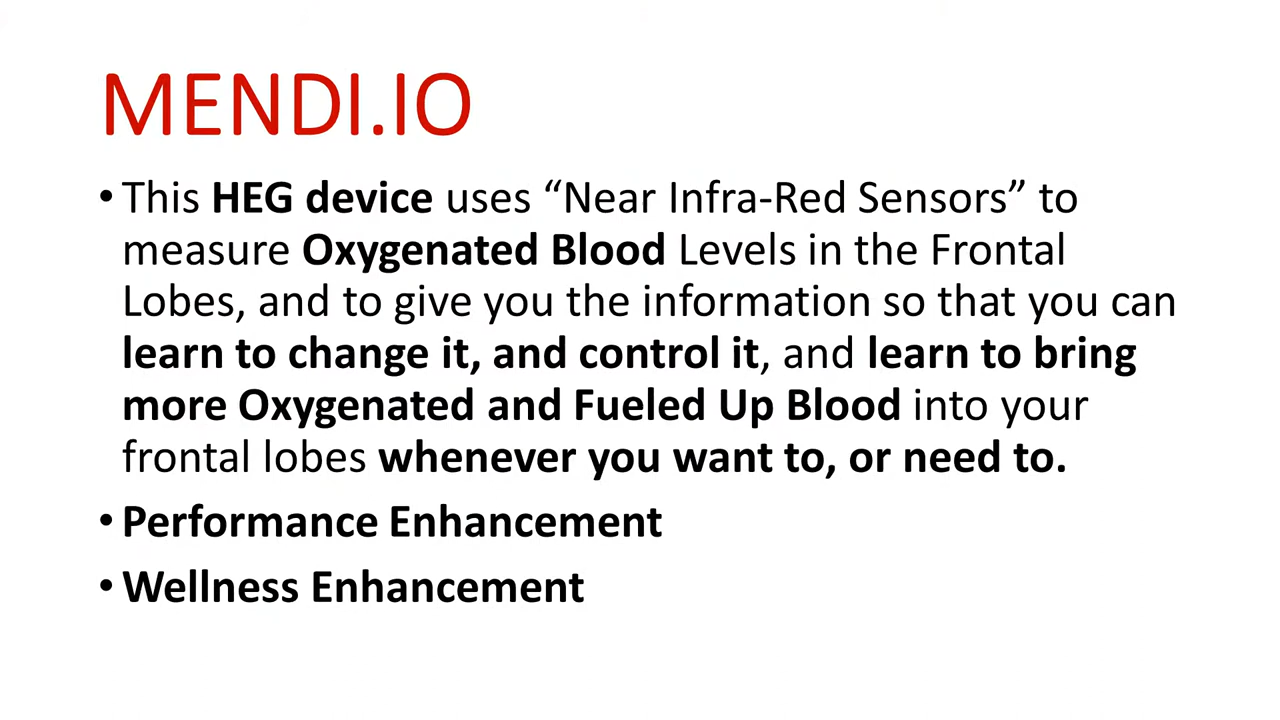 MENDI.IO
• This HEG device uses “Near Infra-Red Sensors” to
measure Oxygenated Blood Levels in the Frontal
Lobes, and to give you the information so that you can
learn to change it, and control it, and learn to bring
more Oxygenated and Fueled Up Blood into your
frontal lobes whenever you want to, or need to.
• Performance Enhancement
• Wellness Enhancement